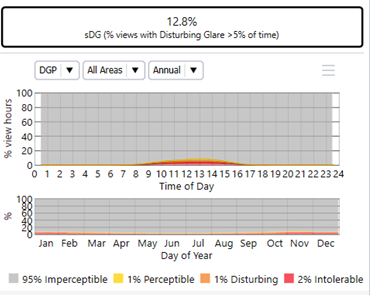 12.8%
sDG (% views with Disturbing Glare >5% of time)
DGP ▼ All Areas ▼ Annual ▼
% view hours
100
80
60
40
20
0
0 1 2 3 4 5 6 7 8 9 10 11 12 13 14 15 16 17 18 19 20 21 22 23 24
Time of Day
%
100
80
60
40
20
0
Jan Feb Mar Apr May Jun Jul Aug Sep Oct Nov Dec
Day of Year
95% Imperceptible 1% Perceptible 1% Disturbing 2% Intolerable